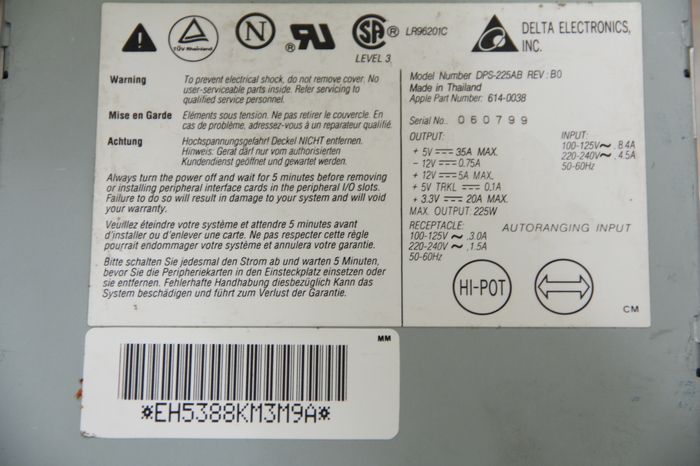 TÜV Rheinland
N
SA ® LR96201C
LEVEL 3
DELTA ELECTRONICS,
INC.
Warning
To prevent electrical shock, do not remove cover. No
user-serviceable parts inside. Refer servicing to
qualified service personnel.
Mise en Garde
Eléments sous tension. Ne pas retirer le couvercle. En
cas de problème, adressez-vous à un reparateur qualifié.
Achtung
Hochspannungsgefahr! Deckel NICHT entfernen.
Hinweis: Gerät darf nur vom authorisierten
Kundendienst geöffnet und gewartet werden.
Always turn the power off and wait for 5 minutes before removing
or installing peripheral interface cards in the peripheral I/O slots.
Failure to do so will result in damage to your system and will void
your warranty.
Veuillez éteindre votre système et attendre 5 minutes avant
d'installer ou d'enlever une carte. Ne pas respecter cette règle
pourrait endommager votre système et annulera votre garantie.
Bitte schalten Sie jedesmal den Strom ab und warten 5 Minuten,
bevor Sie die Peripheriekarten in den Einsteckplatz einsetzen oder
sie entfernen. Fehlerhafte Handhabung diesbezüglich Kann das
System beschädigen und führt zum Verlust der Garantie.
Model Number DPS-225AB REV: B0
Made in Thailand
Apple Part Number: 614-0038
Serial No.: 060799
OUTPUT:
+ 5V ⎓ 35A MAX.
- 12V ⎓ 0.75A
+ 12V ⎓ 5A MAX.
+ 5V TRKL ⎓ 0.1A
+ 3.3V ⎓ 20A MAX.
MAX. OUTPUT 225W
INPUT:
100-125V~ . 8.4A
220-240V~ . 4.5A
50-60Hz
RECEPTACLE:
100-125V ~ .3.0A
220-240V ~ .1.5A
50-60Hz
AUTORANGING INPUT
HI-POT
CM
MM
*EH5388KM3M9A*